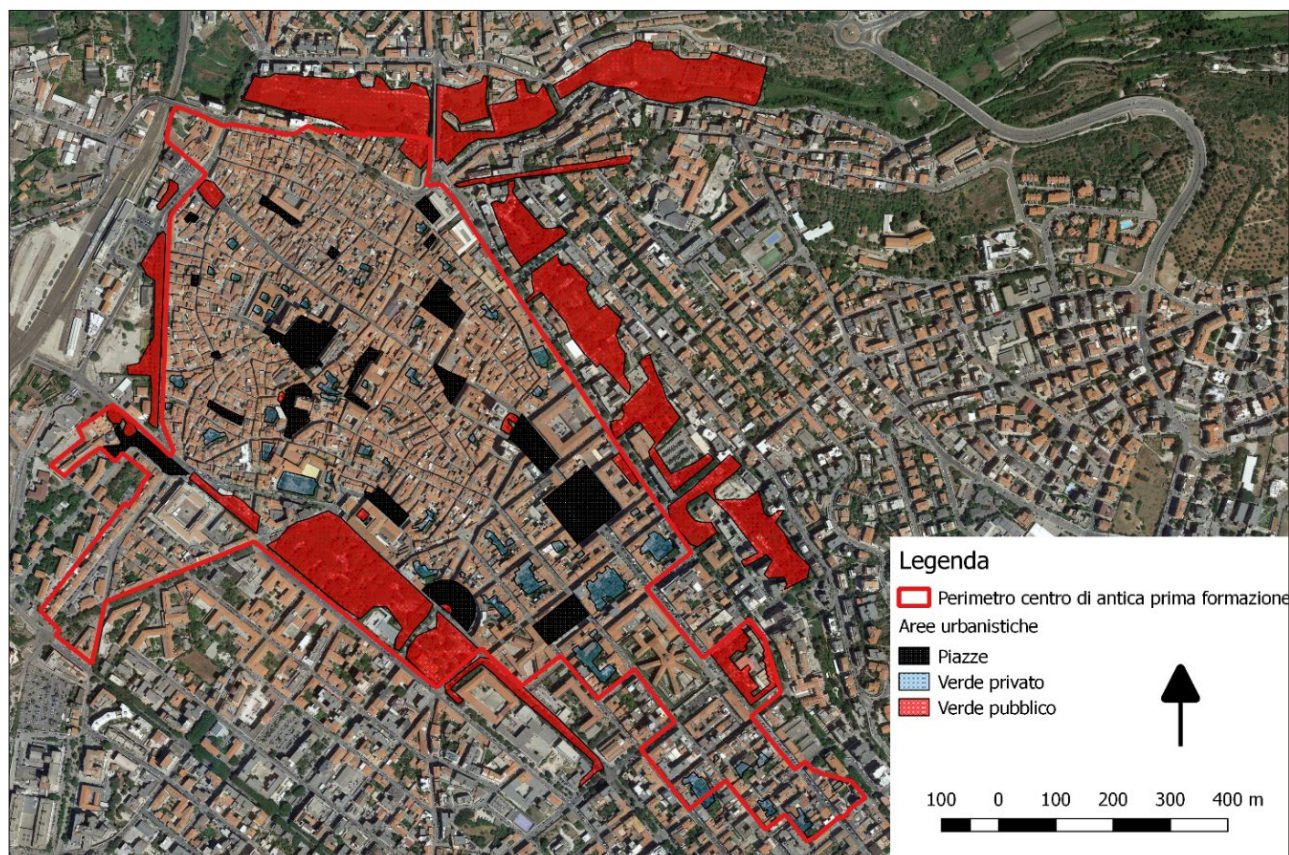 Legenda
Perimetro centro di antica prima formazione
Aree urbanistiche
Piazze
Verde privato
Verde pubblico
100 0 100 200 300 400 m